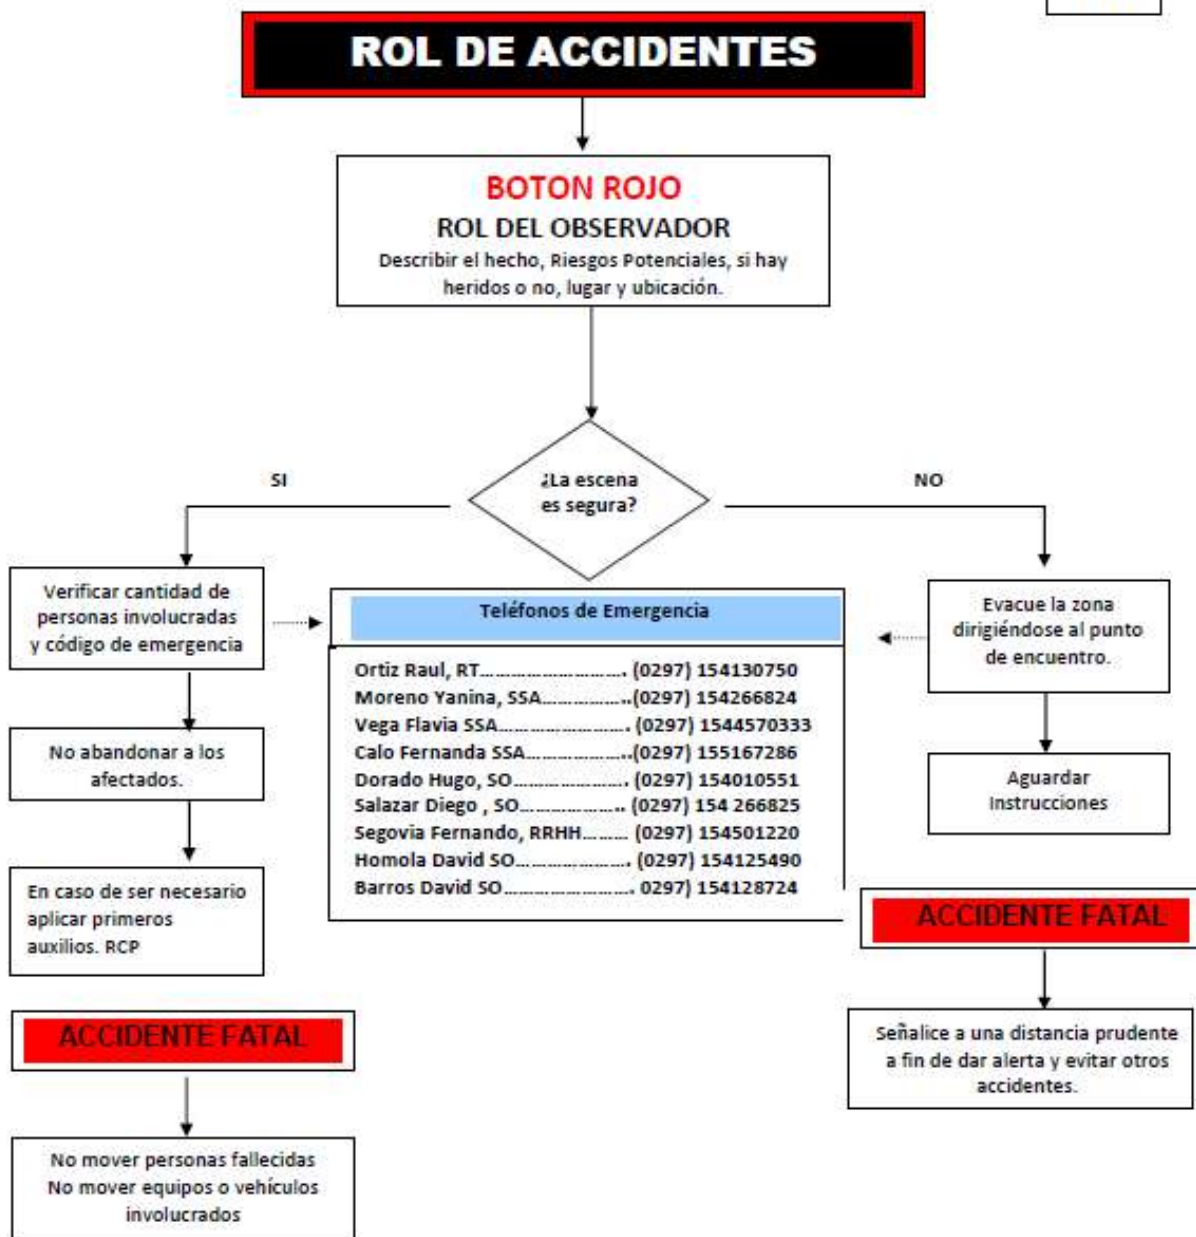 ROL DE ACCIDENTES
BOTON ROJO
ROL DEL OBSERVADOR
Describir el hecho, Riesgos Potenciales, si hay
heridos o no, lugar y ubicación.
¿La escena
es segura?
SI
NO
Verificar cantidad de
personas involucradas
y código de emergencia
No abandonar a los
afectados.
En caso de ser necesario
aplicar primeros
auxilios. RCP
Teléfonos de Emergencia
Ortiz Raul, RT........................... (0297) 154130750
Moreno Yanina, SSA.................(0297) 154266824
Vega Flavia SSA........................ (0297) 1544570333
Calo Fernanda SSA....................(0297) 155167286
Dorado Hugo, SO...................... (0297) 154010551
Salazar Diego , SO.................... (0297) 154 266825
Segovia Fernando, RRHH......... (0297) 154501220
Homola David SO...................... (0297) 154125490
Barros David SO........................ 0297) 154128724
Evacue la zona
dirigiéndose al punto
de encuentro.
Aguardar
Instrucciones
ACCIDENTE FATAL
Señalice a una distancia prudente
a fin de dar alerta y evitar otros
accidentes.
ACCIDENTE FATAL
No mover personas fallecidas
No mover equipos o vehículos
involucrados